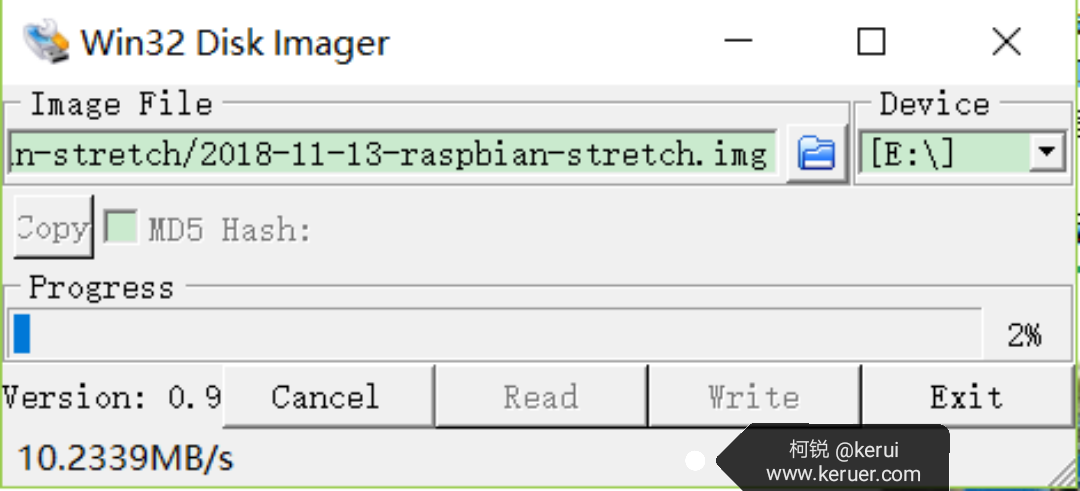 Win32 Disk Imager
Image File
Device
n-stretch/2018-11-13-raspbian-stretch.img
[E:\]
Copy
MD5 Hash:
Progress
2%
Version: 0.9
Cancel
Read
Write
Exit
10.2339MB/s
柯锐 @kerui
www.keruer.com